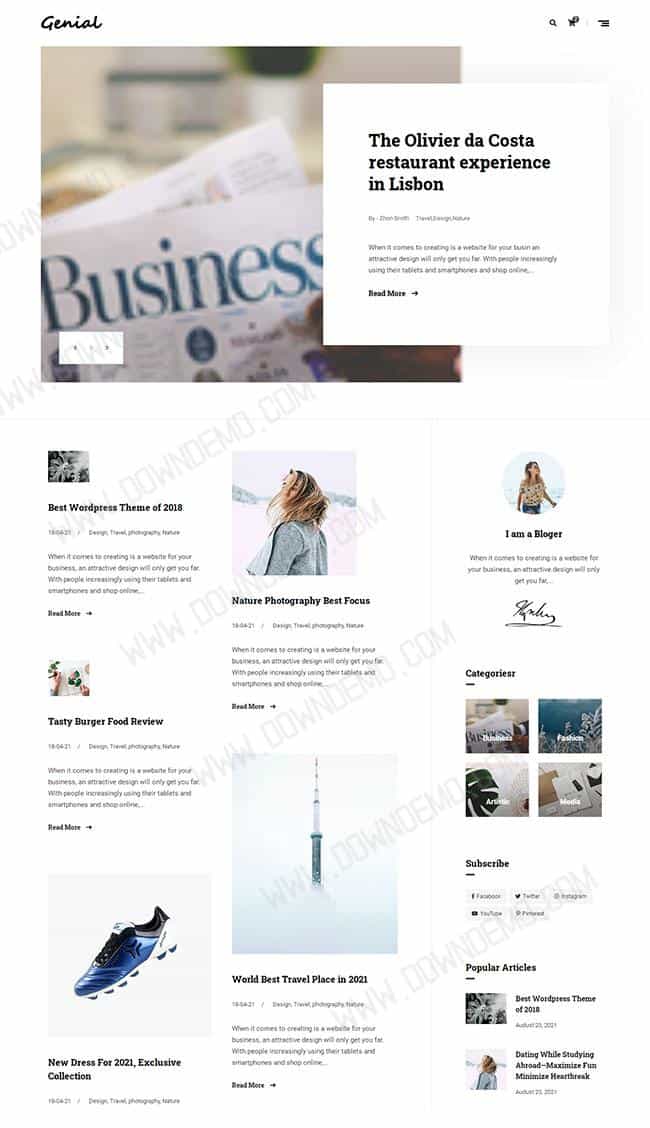 Genial
The Olivier da Costa
restaurant experience
in Lisbon
By - Zhon Smith Travel,Design,Nature
When it comes to creating is a website for your busin an
attractive design will only get you far. With people increasingly
using their tablets and smartphones and shop online,...
Read More
Business
Best Wordpress Theme of 2018
18-04-21 / Design, Travel, photography, Nature
When it comes to creating is a website for your
business, an attractive design will only get you far.
With people increasingly using their tablets and
smartphones and shop online,...
Read More
Tasty Burger Food Review
18-04-21 / Design, Travel, photography, Nature
When it comes to creating is a website for your
business, an attractive design will only get you far.
With people increasingly using their tablets and
smartphones and shop online,...
Read More
New Dress For 2021, Exclusive
Collection
18-04-21 / Design, Travel, photography, Nature
Nature Photography Best Focus
18-04-21 / Design, Travel, photography, Nature
When it comes to creating is a website for your
business, an attractive design will only get you far.
With people increasingly using their tablets and
smartphones and shop online,...
Read More
World Best Travel Place in 2021
18-04-21 / Design, Travel, photography, Nature
When it comes to creating is a website for your
business, an attractive design will only get you far.
With people increasingly using their tablets and
smartphones and shop online,...
Read More
I am a Bloger
When it comes to creating is a website for
your business, an attractive design will only
get you far,...
Categoriesr
Business
Fashion
Artistic
Media
Subscribe
Facebook Twitter Instagram
YouTube Pinterest
Popular Articles
Best Wordpress Theme
of 2018
August 23, 2021
Dating While Studying
Abroad—Maximize Fun
Minimize Heartbreak
August 23, 2021
WWW.DOWNDEMO.COM